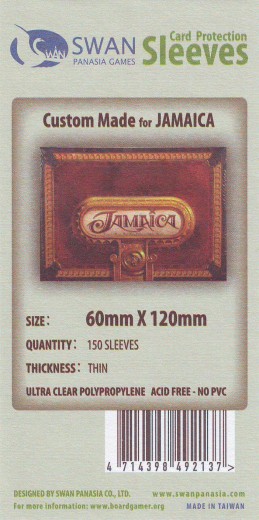 SWAN
PANASIA GAMES
Card Protection
Sleeves
Custom Made for JAMAICA
JAMAICA
SIZE: 60mm X 120mm
QUANTITY: 150 SLEEVES
THICKNESS: THIN
ULTRA CLEAR POLYPROPYLENE ACID FREE - NO PVC
4 714398 492137 >
DESIGNED BY SWAN PANASIA CO., LTD. www.swanpanasia.com
For more information; www.boardgamer.org MADE IN TAIWAN